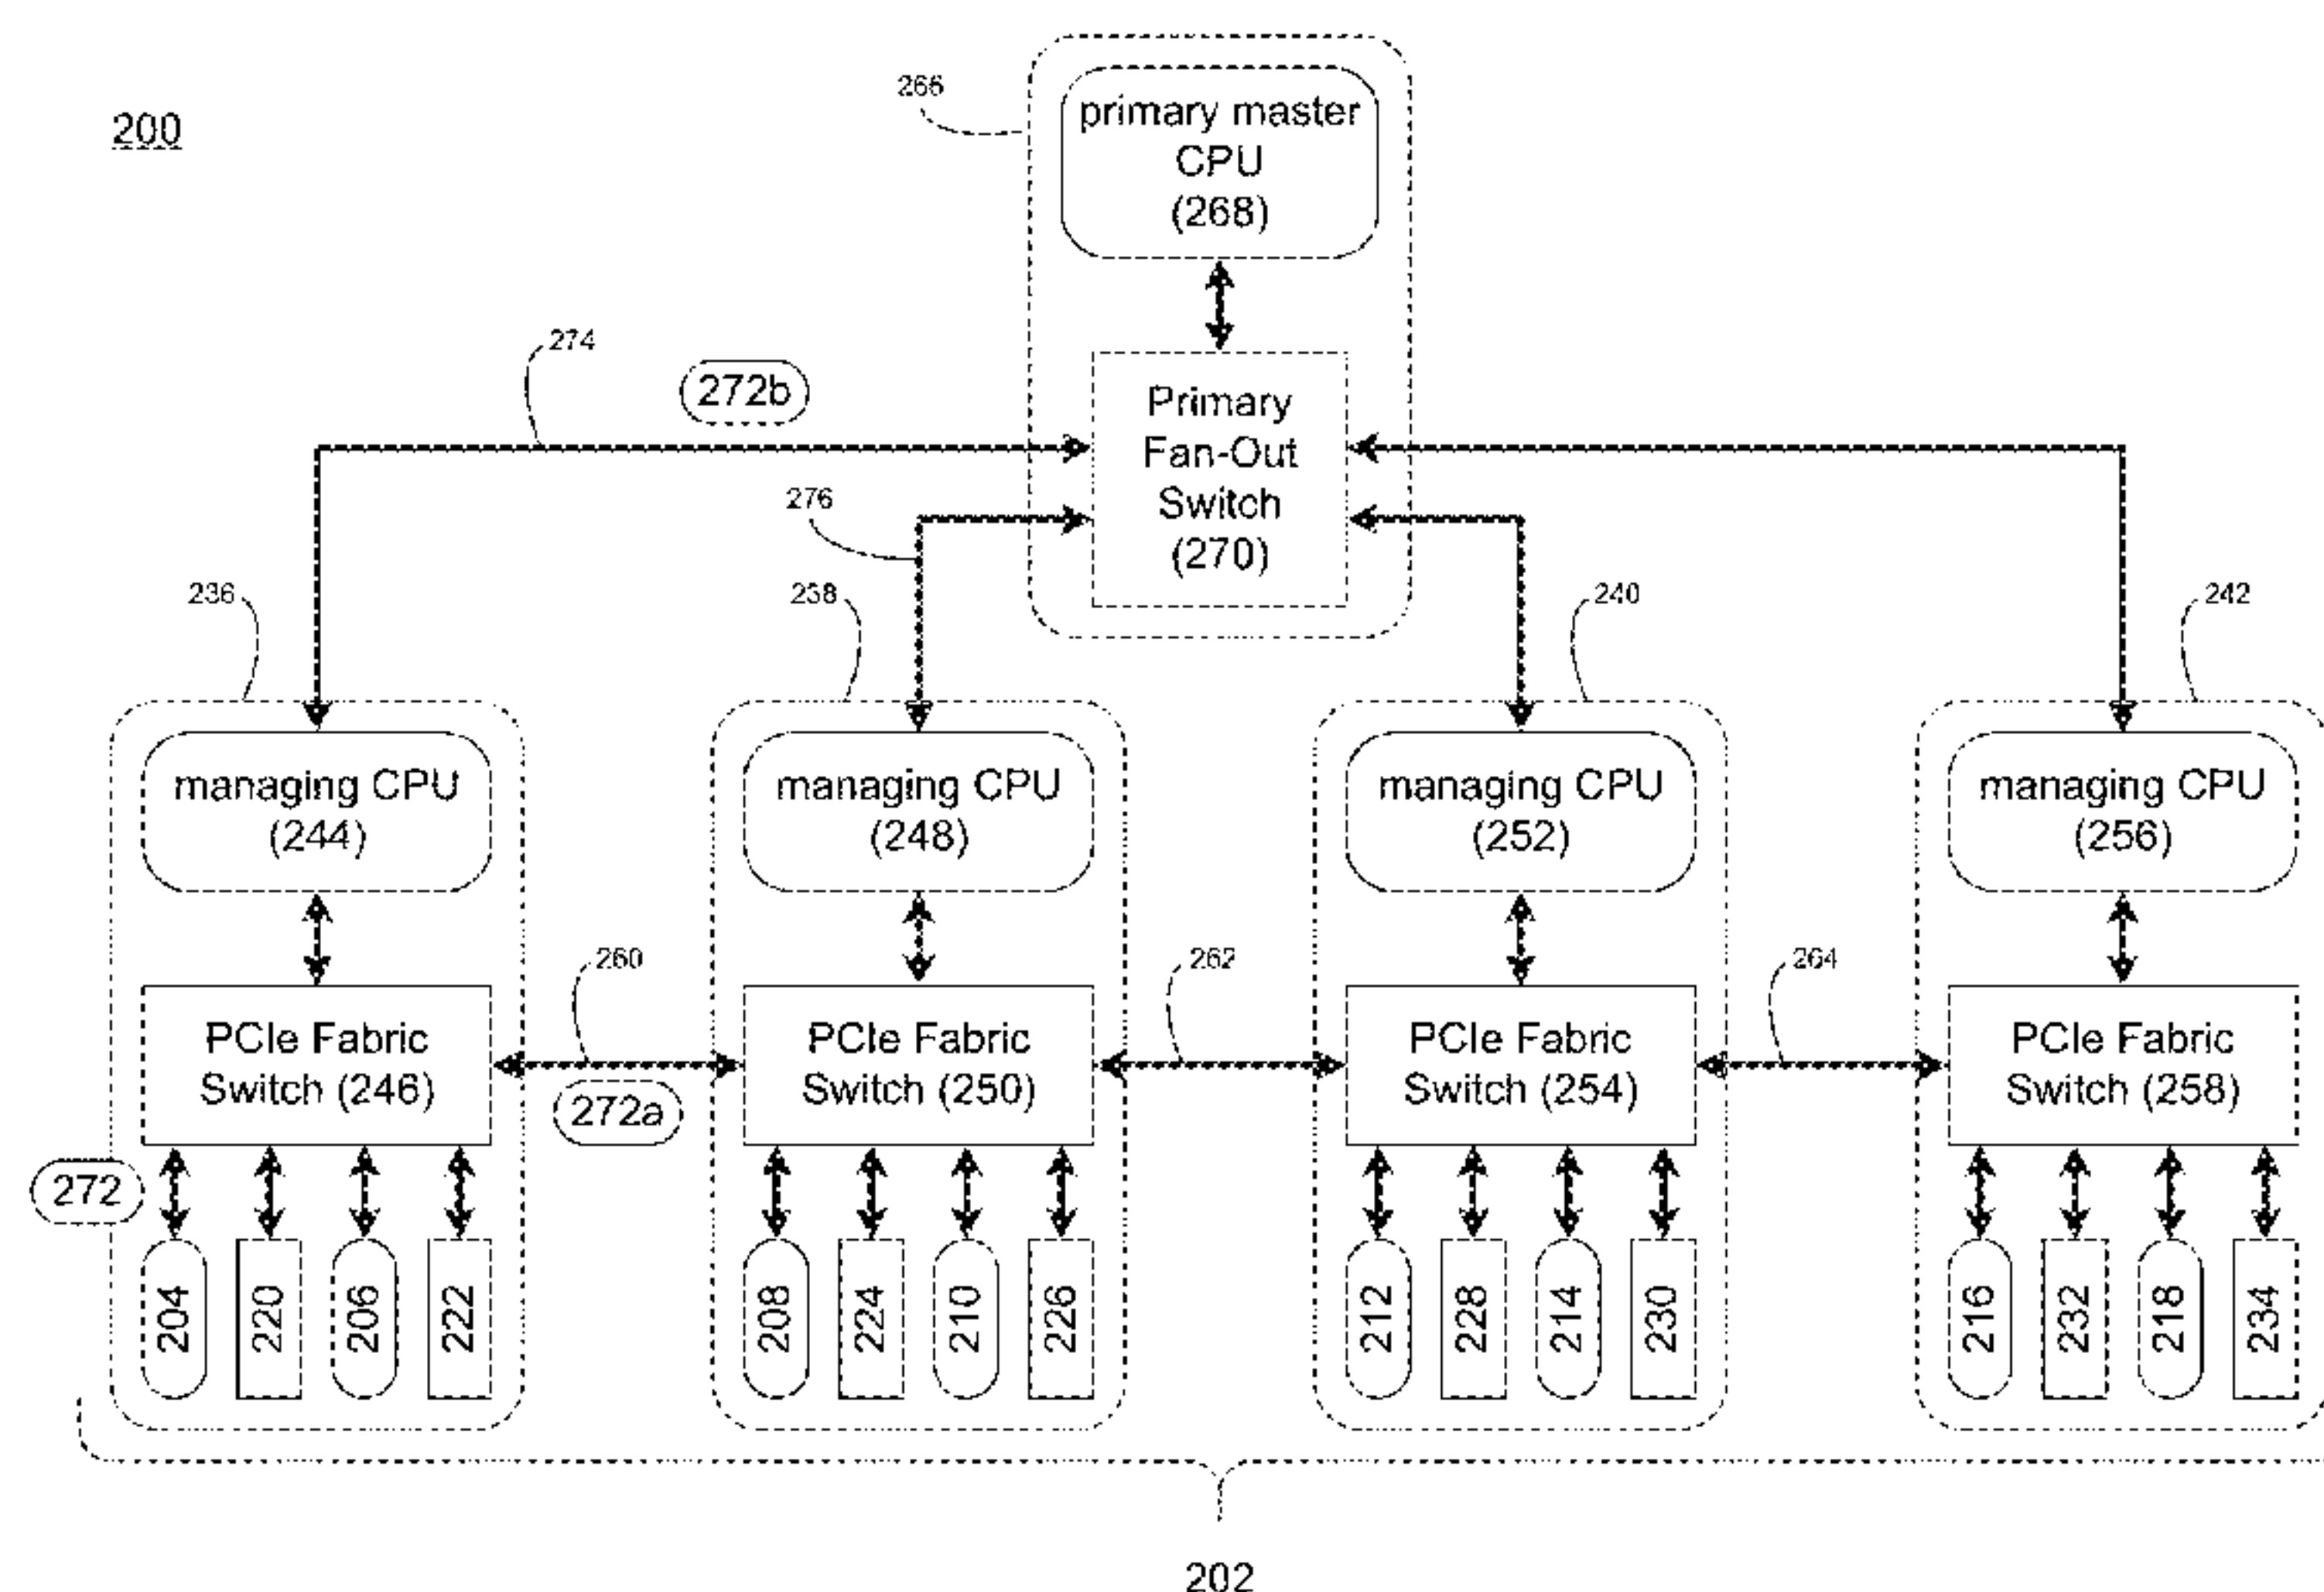 200
266
primary master
CPU
(268)
274
272b
Primary
Fan-Out
Switch
(270)
276
236
238
240
242
managing CPU
(244)
managing CPU
(248)
managing CPU
(252)
managing CPU
(256)
260
262
264
PCIe Fabric
Switch (246)
PCIe Fabric
Switch (250)
PCIe Fabric
Switch (254)
PCIe Fabric
Switch (258)
272a
272
204
220
206
222
208
224
210
226
212
228
214
230
216
232
218
234
202